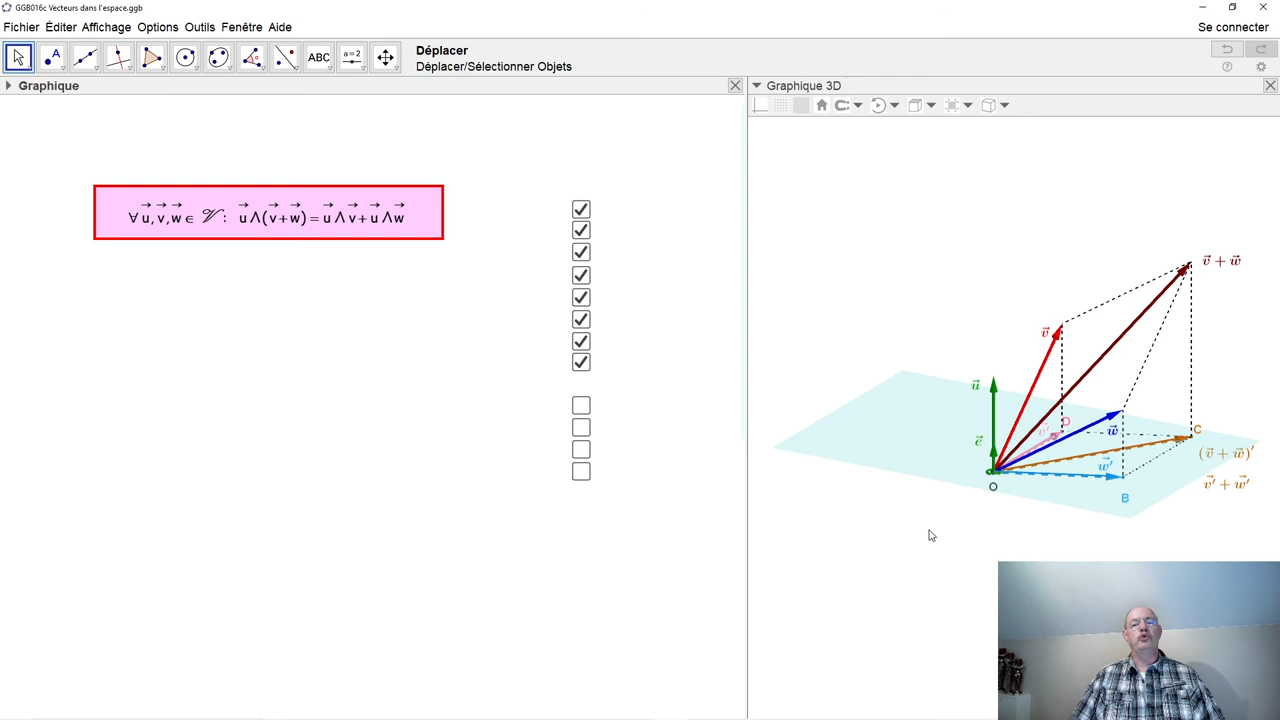 GGB016c Vecteurs dans l'espace.ggb
Fichier Éditer Affichage Options Outils Fenêtre Aide
Se connecter
ABC
a=2
Déplacer
Déplacer/Sélectionner Objets
Graphique
Graphique 3D
∀ u⃗, v⃗, w⃗ ∈ 𝒱 : u⃗ ∧ (v⃗ + w⃗) = u⃗ ∧ v⃗ + u⃗ ∧ w⃗
v⃗ + w⃗
v⃗
u⃗
D
v⃗′
w⃗
C
e⃗
(v⃗ + w⃗)′
w⃗′
v⃗′ + w⃗′
O
B